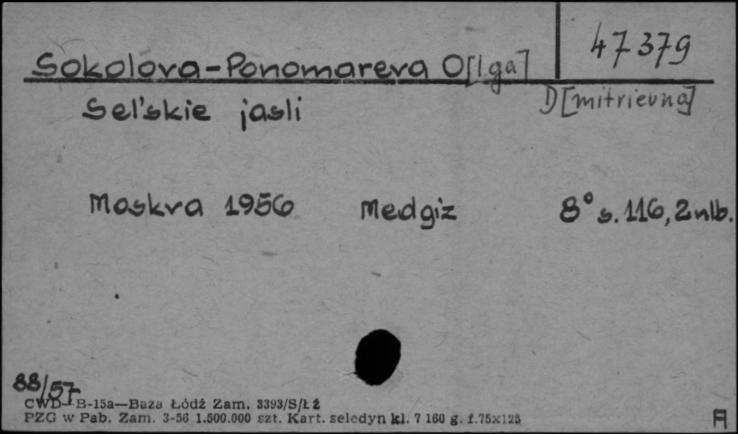 47379
Sokolova-Ponomareva O[lga]
D[mitrievna]
Sel'skie jasli
Moskva 1956 Medgiz 8° s. 116, 2 nlb.
88/57
CWD—B-15a—Baza Łódź Zam. 3393/S/Łź
PZG w Pab. Zam. 3-56 1.500.000 szt. Kart. seledyn kl. 7 160 g. f.75x125
A